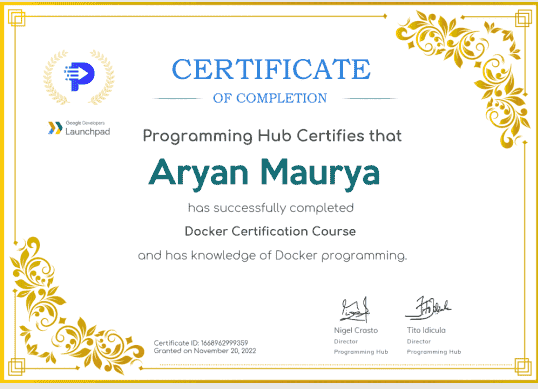 CERTIFICATE
OF COMPLETION
Google Developers
Launchpad
Programming Hub Certifies that
Aryan Maurya
has successfully completed
Docker Certification Course
and has knowledge of Docker programming.
Nigel Crasto
Director
Programming Hub
Tito Idicula
Director
Programming Hub
Certificate ID: 1668962999359
Granted on November 20, 2022